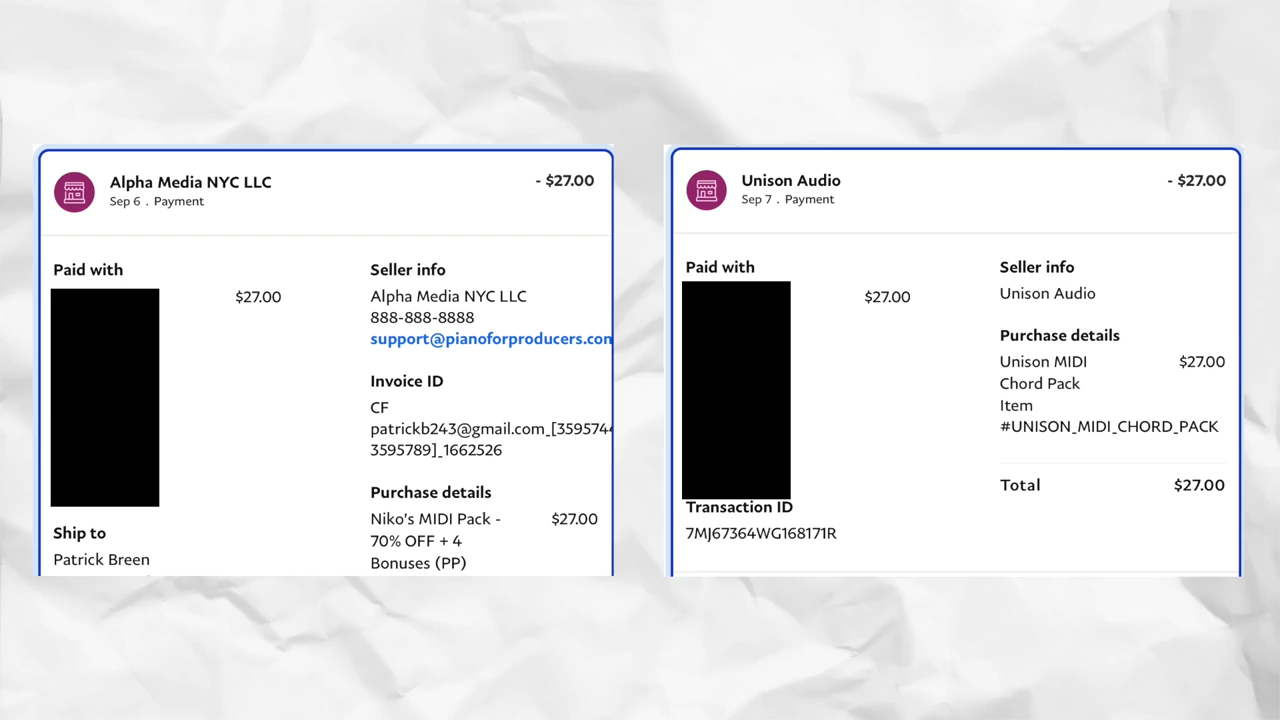 Alpha Media NYC LLC
- $27.00
Sep 6 . Payment
Paid with
$27.00
Ship to
Patrick Breen
Seller info
Alpha Media NYC LLC
888-888-8888
support@pianoforproducers.com
Invoice ID
CF
patrickb243@gmail.com_[359574
3595789]_1662526
Purchase details
Niko's MIDI Pack - $27.00
70% OFF + 4
Bonuses (PP)
Unison Audio
- $27.00
Sep 7 . Payment
Paid with
$27.00
Transaction ID
7MJ67364WG168171R
Seller info
Unison Audio
Purchase details
Unison MIDI $27.00
Chord Pack
Item
#UNISON_MIDI_CHORD_PACK
Total $27.00